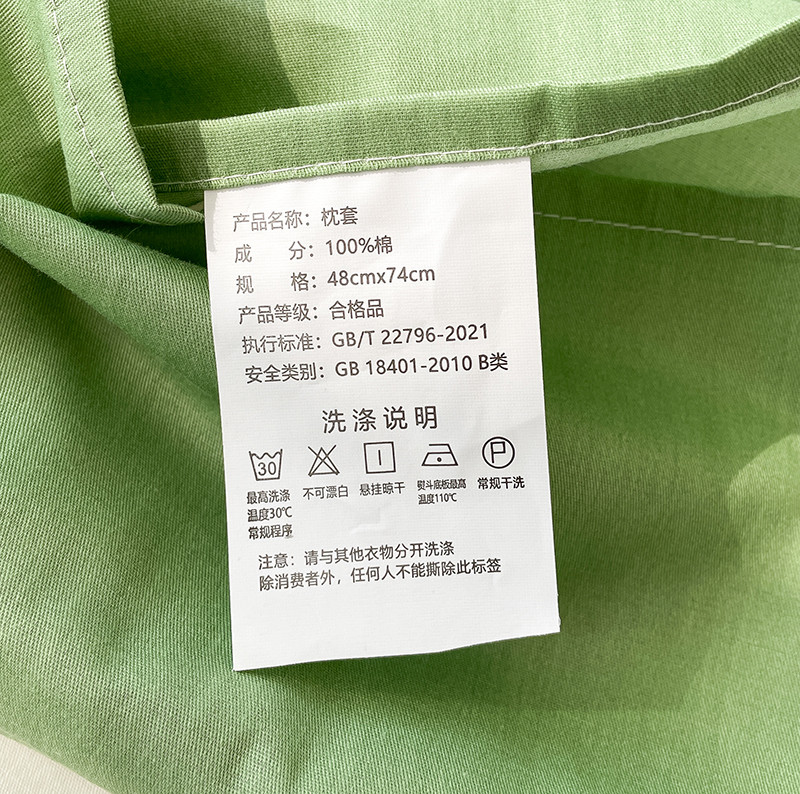 产品名称：枕套
成 分：100%棉
规 格：48cmx74cm
产品等级：合格品
执行标准：GB/T 22796-2021
安全类别：GB 18401-2010 B类
洗涤说明
30 P
最高洗涤 不可漂白 悬挂晾干 熨斗底板最高 常规干洗
温度30℃ 温度110℃
常规程序
注意：请与其他衣物分开洗涤
除消费者外，任何人不能撕除此标签